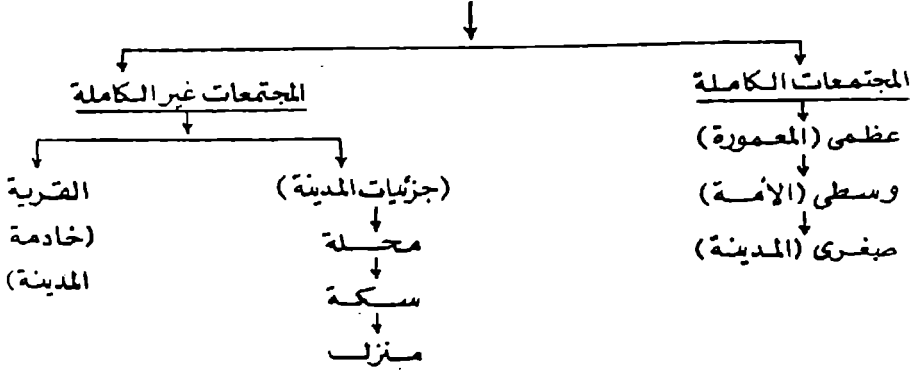 المجتمعات الكاملة
عظمى (المعمورة)
وسطى (الأمة)
صغرى (المدينة)
المجتمعات غير الكاملة
(جزئيات المدينة)
محلة
سكة
منزل
القرية
(خادمة
المدينة)